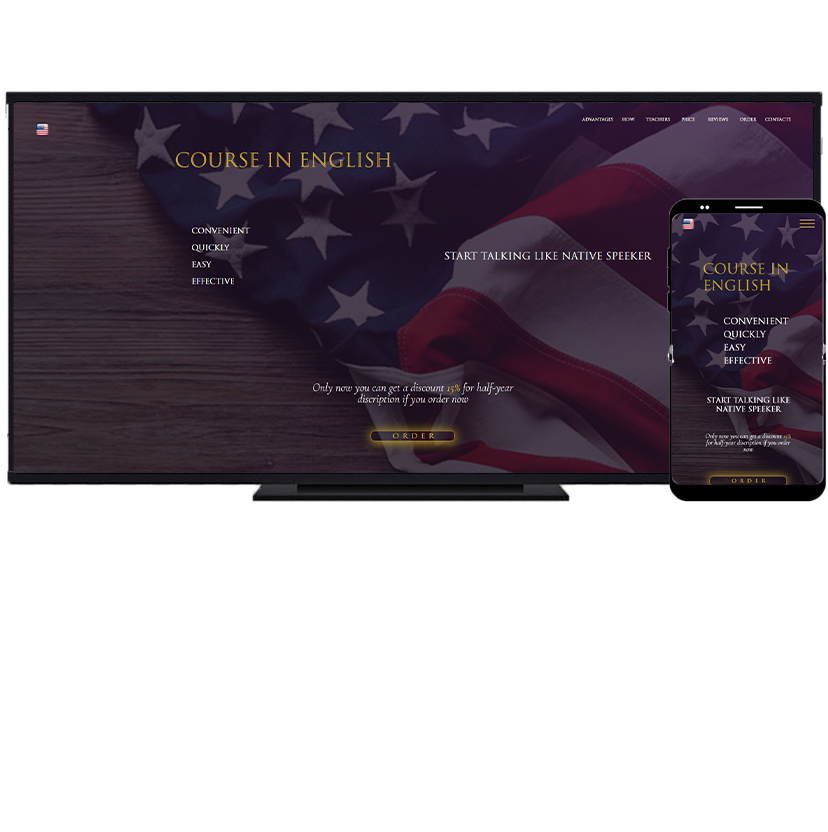 ADVANTAGES HOW TEACHERS PRICE REVIEWS ORDER CONTACTS
COURSE IN ENGLISH
CONVENIENT
QUICKLY
EASY
EFFECTIVE
START TALKING LIKE NATIVE SPEEKER
Only now you can get a discount 15% for half-year
discription if you order now
ORDER
COURSE IN
ENGLISH
CONVENIENT
QUICKLY
EASY
EFFECTIVE
START TALKING LIKE
NATIVE SPEEKER
Only now you can get a discount 15%
for half-year discription if you order
now
ORDER